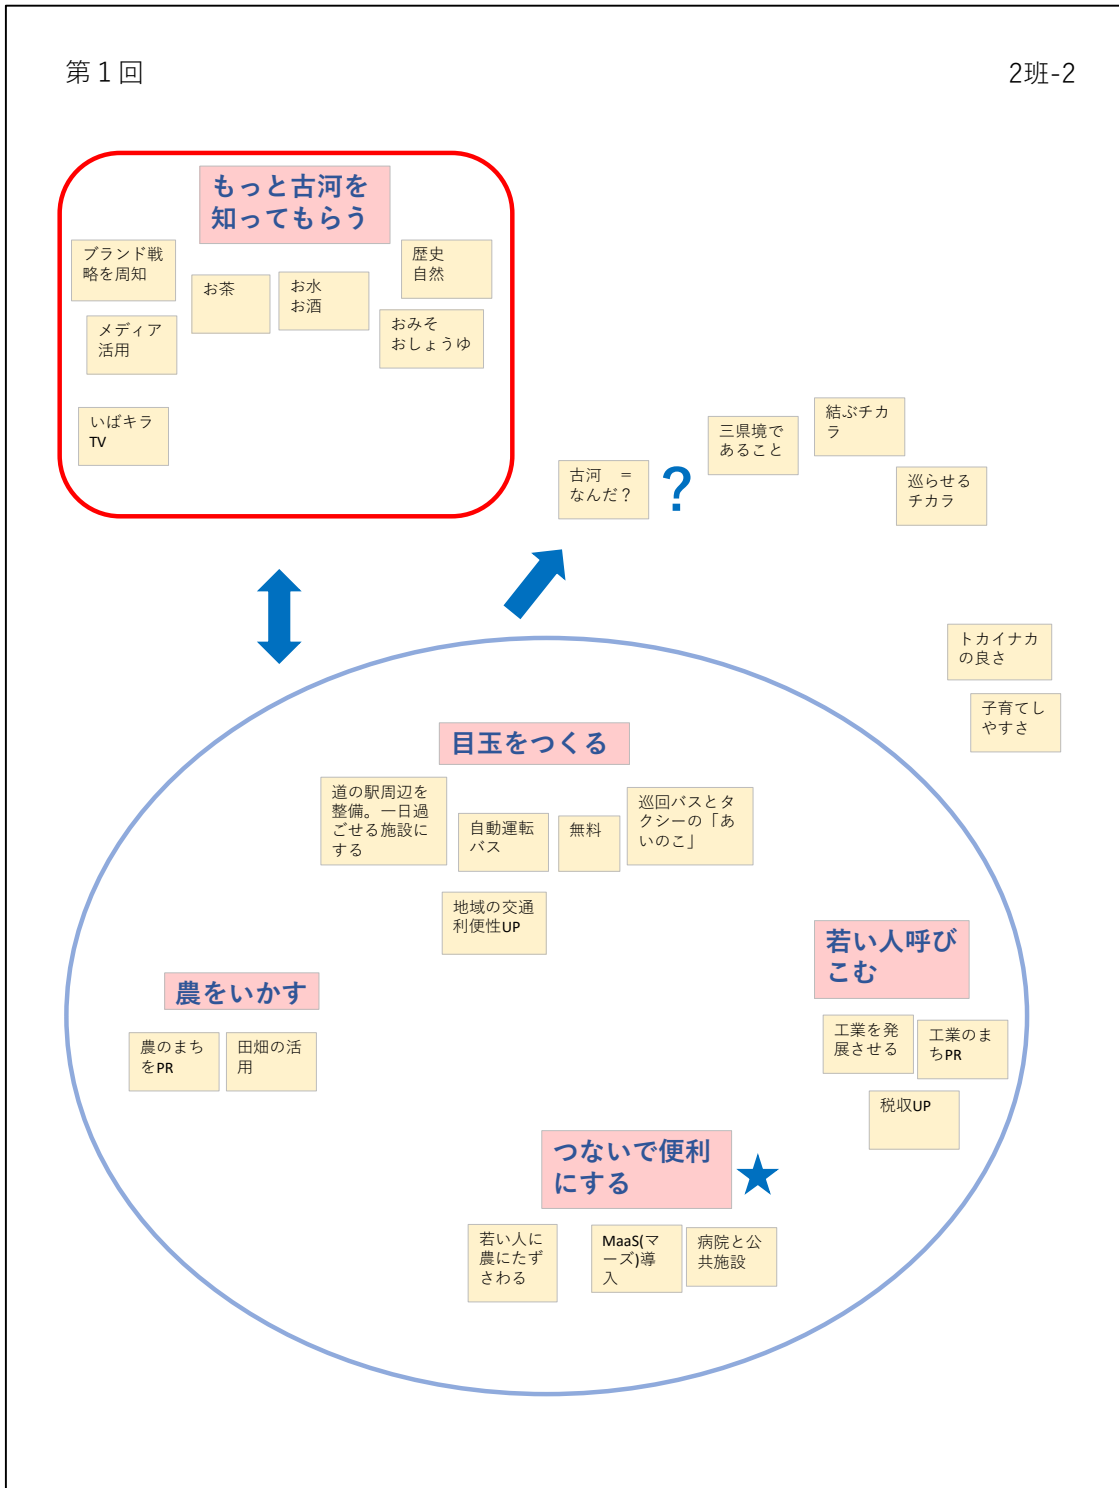 第１回
2班-2
もっと古河を
知ってもらう
ブランド戦
略を周知
お茶
お水
お酒
歴史
自然
メディア
活用
おみそ
おしょうゆ
いばキラ
TV
古河　＝
なんだ？
？
三県境で
あること
結ぶチカ
ラ
巡らせる
チカラ
トカイナカ
の良さ
子育てし
やすさ
目玉をつくる
道の駅周辺を
整備。一日過
ごせる施設に
する
自動運転
バス
無料
巡回バスとタ
クシーの「あ
いのこ」
地域の交通
利便性UP
農をいかす
農のまち
をPR
田畑の活
用
若い人呼び
こむ
工業を発
展させる
工業のま
ちPR
税収UP
つないで便利
にする
若い人に
農にたず
さわる
MaaS(マ
ーズ)導
入
病院と公
共施設